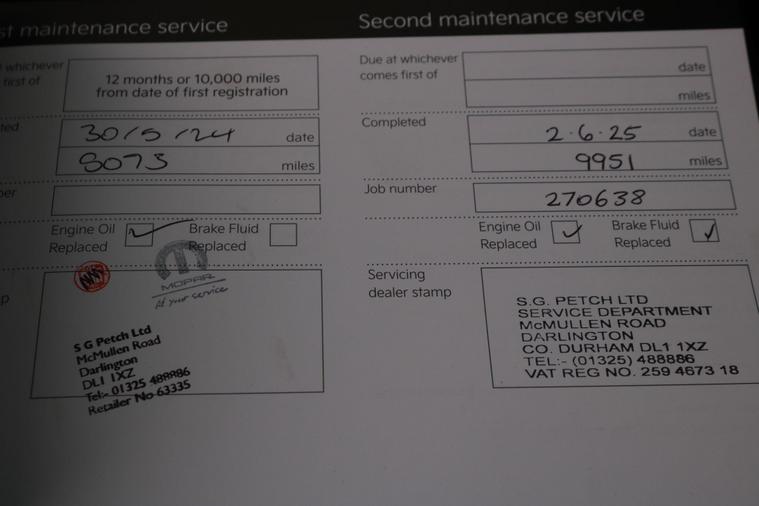 st maintenance service
whichever
first of
12 months or 10,000 miles
from date of first registration
ted
30/5/24 date
8073 miles
ber
Engine Oil
Replaced
Brake Fluid
Replaced
MOPAR
At your service
p
S G Petch Ltd
McMullen Road
Darlington
DL1 1XZ
Tel:- 01325 488886
Retailer No 63335
Second maintenance service
Due at whichever
comes first of
date
miles
Completed
2.6.25 date
9951 miles
Job number
270638
Engine Oil
Replaced
Brake Fluid
Replaced
Servicing
dealer stamp
S.G. PETCH LTD
SERVICE DEPARTMENT
McMULLEN ROAD
DARLINGTON
CO. DURHAM DL1 1XZ
TEL:- (01325) 488886
VAT REG NO. 259 4673 18